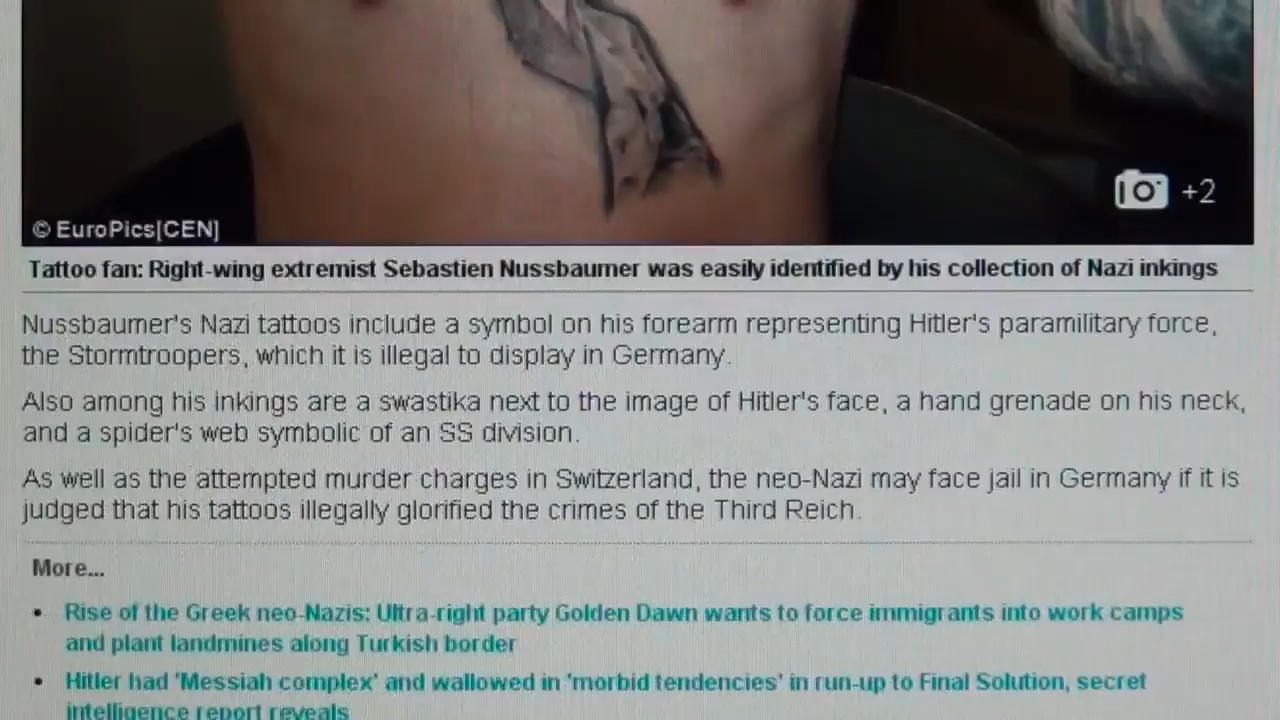 +2
© EuroPics[CEN]
Tattoo fan: Right-wing extremist Sebastien Nussbaumer was easily identified by his collection of Nazi inkings
Nussbaumer's Nazi tattoos include a symbol on his forearm representing Hitler's paramilitary force,
the Stormtroopers, which it is illegal to display in Germany.
Also among his inkings are a swastika next to the image of Hitler's face, a hand grenade on his neck,
and a spider's web symbolic of an SS division.
As well as the attempted murder charges in Switzerland, the neo-Nazi may face jail in Germany if it is
judged that his tattoos illegally glorified the crimes of the Third Reich.
More...
• Rise of the Greek neo-Nazis: Ultra-right party Golden Dawn wants to force immigrants into work camps
and plant landmines along Turkish border
• Hitler had 'Messiah complex' and wallowed in 'morbid tendencies' in run-up to Final Solution, secret
intelligence report reveals